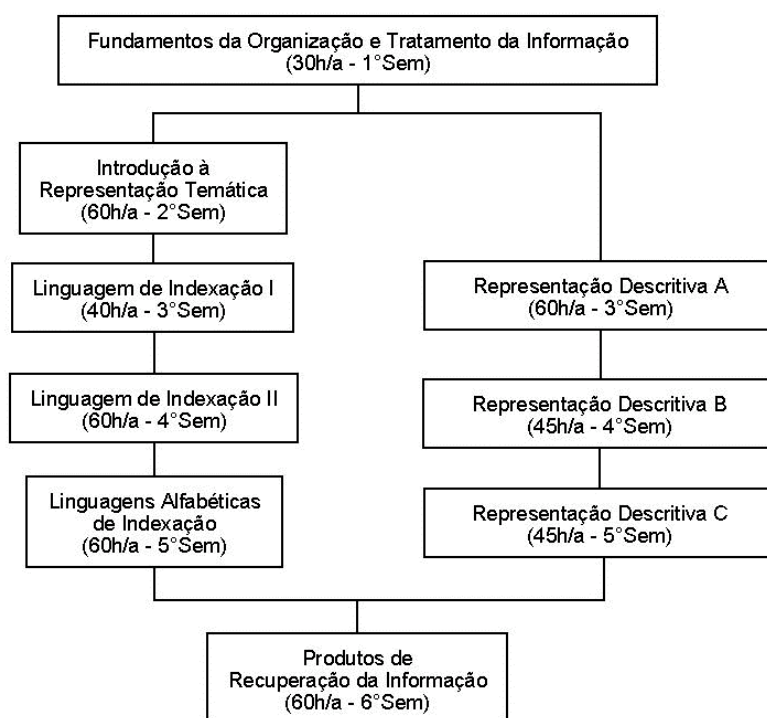 Fundamentos da Organização e Tratamento da Informação
(30h/a - 1°Sem)
Introdução à
Representação Temática
(60h/a - 2°Sem)
Linguagem de Indexação I
(40h/a - 3°Sem)
Representação Descritiva A
(60h/a - 3°Sem)
Linguagem de Indexação II
(60h/a - 4°Sem)
Representação Descritiva B
(45h/a - 4°Sem)
Linguagens Alfabéticas
de Indexação
(60h/a - 5°Sem)
Representação Descritiva C
(45h/a - 5°Sem)
Produtos de
Recuperação da Informação
(60h/a - 6°Sem)